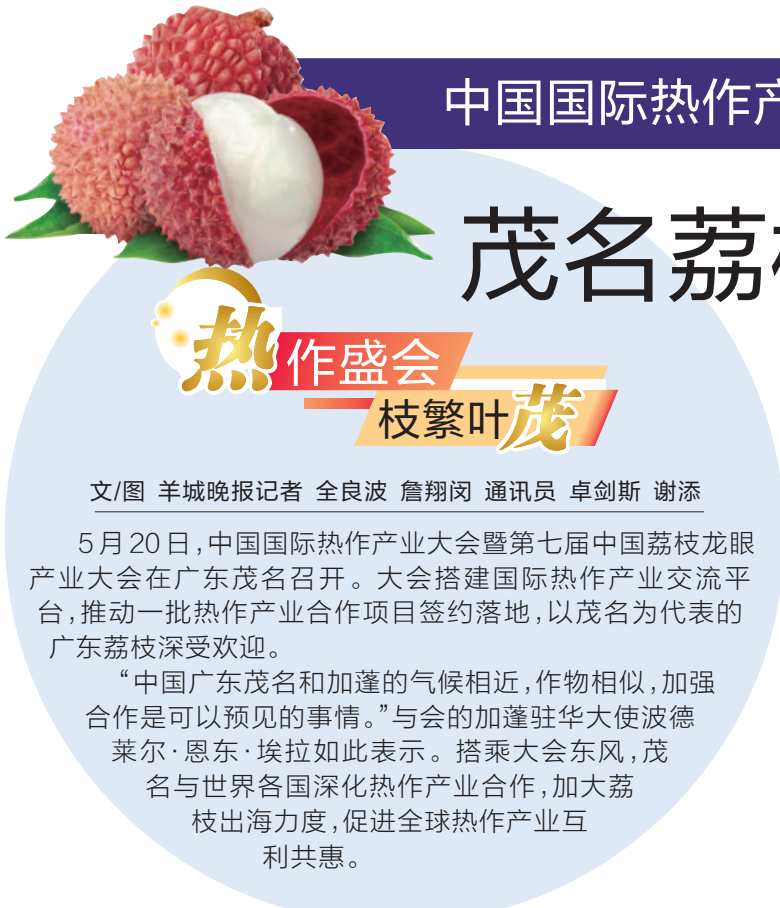 中国国际热作产
茂名荔
热作盛会
枝繁叶茂
文/图 羊城晚报记者 全良波 詹翔闵 通讯员 卓剑斯 谢添
5月20日,中国国际热作产业大会暨第七届中国荔枝龙眼
产业大会在广东茂名召开。大会搭建国际热作产业交流平
台,推动一批热作产业合作项目签约落地,以茂名为代表的
广东荔枝深受欢迎。
“中国广东茂名和加蓬的气候相近,作物相似,加强
合作是可以预见的事情。”与会的加蓬驻华大使波德
莱尔·恩东·埃拉如此表示。搭乘大会东风,茂
名与世界各国深化热作产业合作,加大荔
枝出海力度,促进全球热作产业互
利共惠。